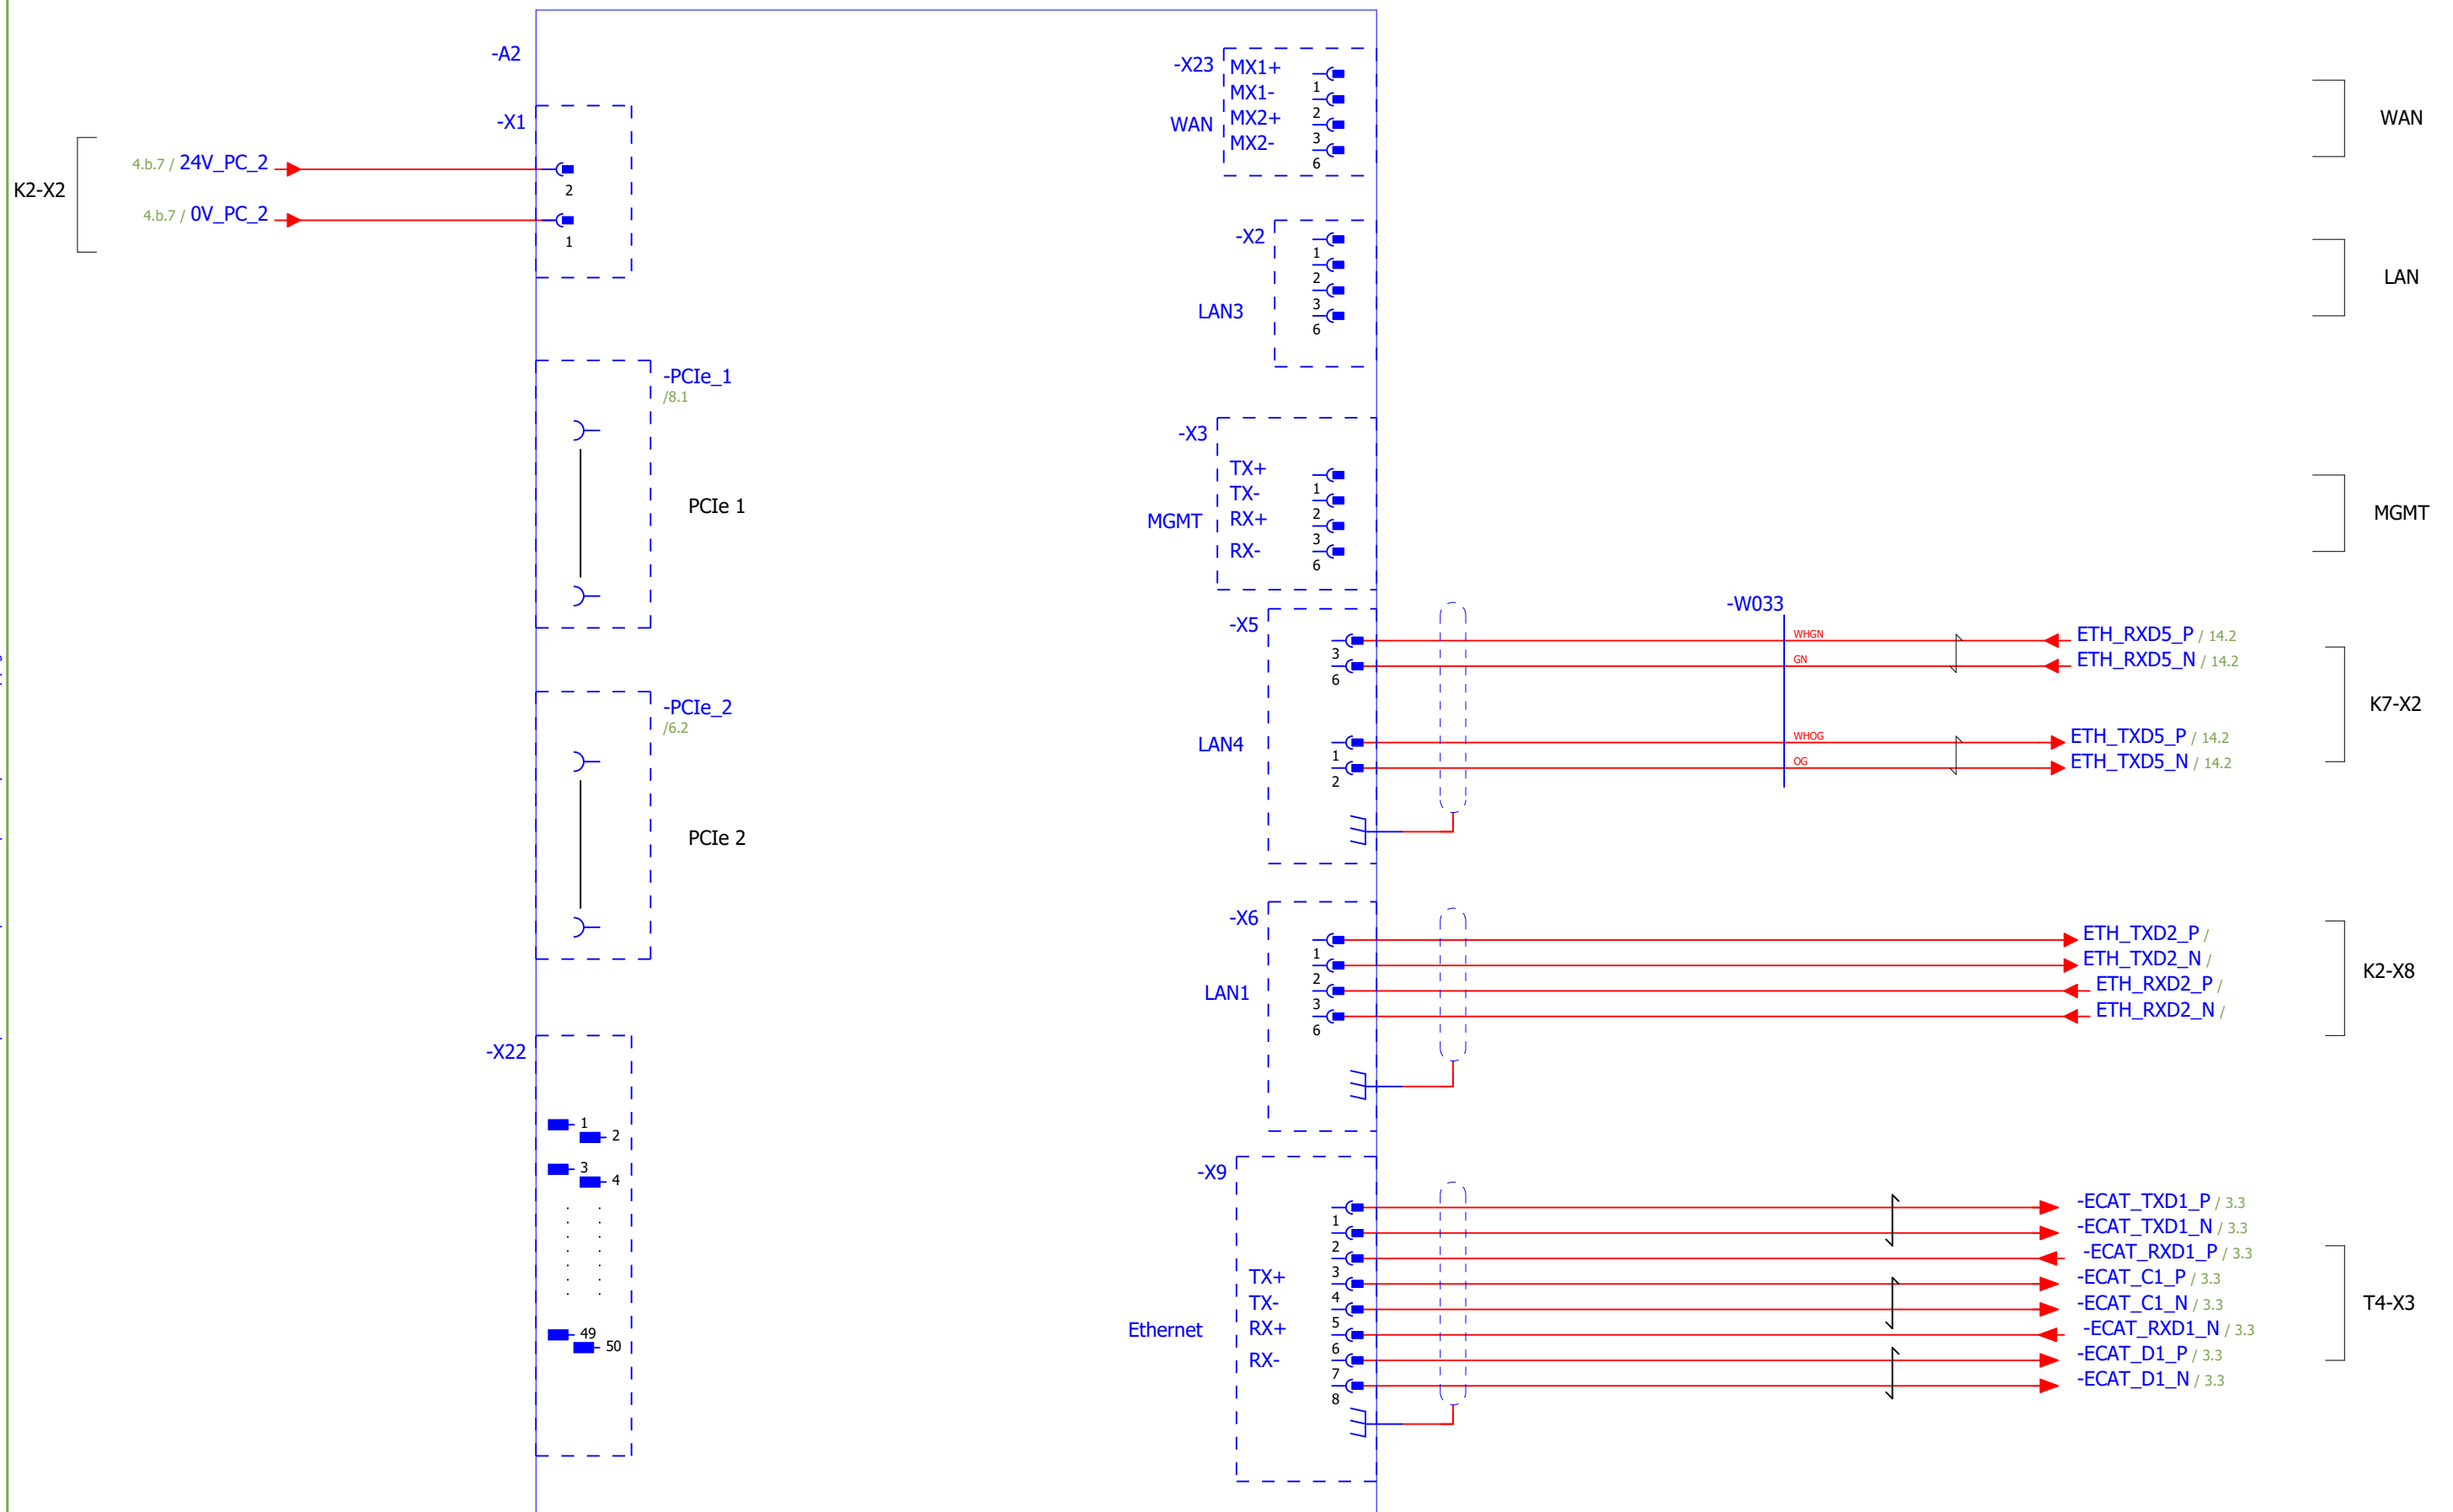 -A2
-X1
K2-X2
4.b.7 / 24V_PC_2
2
4.b.7 / 0V_PC_2
1
-PCIe_1
/8.1
PCIe 1
-PCIe_2
/6.2
PCIe 2
-X22
1
2
3
4
49
50
-X23
WAN
MX1+
1
MX1-
2
MX2+
3
MX2-
6
WAN
-X2
LAN3
1
2
3
6
LAN
-X3
MGMT
TX+
1
TX-
2
RX+
3
RX-
6
MGMT
-W033
-X5
LAN4
3
WHGN
ETH_RXD5_P / 14.2
6
GN
ETH_RXD5_N / 14.2
1
WHOG
ETH_TXD5_P / 14.2
2
OG
ETH_TXD5_N / 14.2
K7-X2
-X6
LAN1
1
ETH_TXD2_P /
2
ETH_TXD2_N /
3
ETH_RXD2_P /
6
ETH_RXD2_N /
K2-X8
-X9
Ethernet
1
-ECAT_TXD1_P / 3.3
2
-ECAT_TXD1_N / 3.3
3
-ECAT_RXD1_P / 3.3
TX+
4
-ECAT_C1_P / 3.3
TX-
5
-ECAT_C1_N / 3.3
RX+
6
-ECAT_RXD1_N / 3.3
RX-
7
-ECAT_D1_P / 3.3
8
-ECAT_D1_N / 3.3
T4-X3